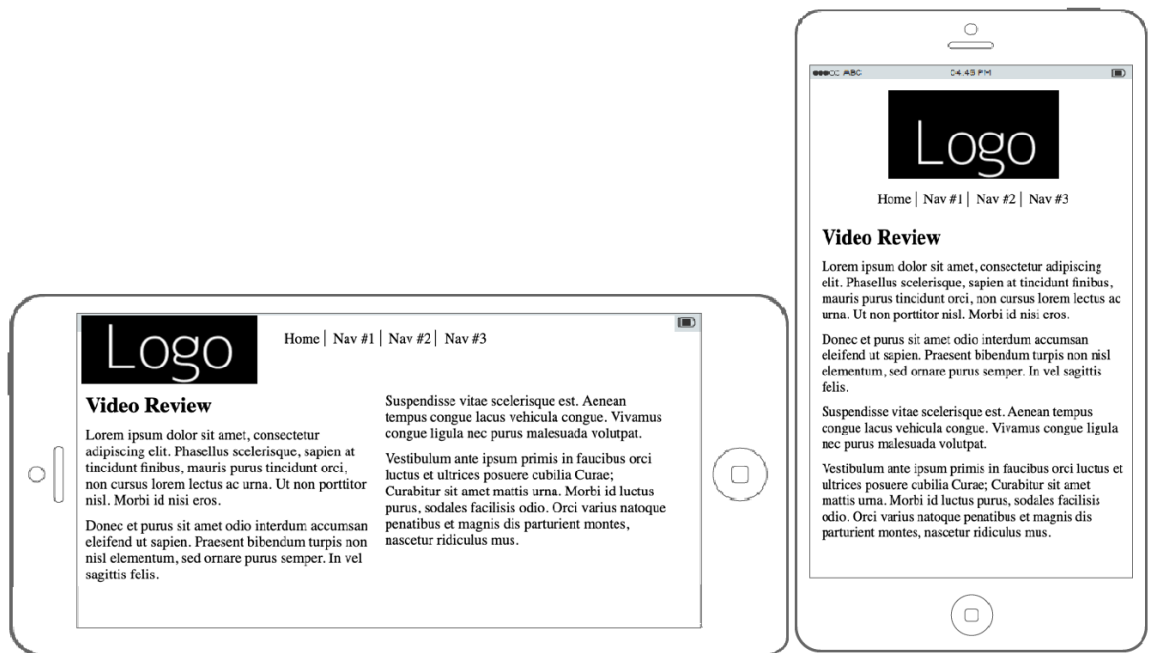 Logo
Home | Nav #1 | Nav #2 | Nav #3
Video Review
Lorem ipsum dolor sit amet, consectetur
adipiscing elit. Phasellus scelerisque, sapien at
tincidunt finibus, mauris purus tincidunt orci,
non cursus lorem lectus ac urna. Ut non porttitor
nisl. Morbi id nisi eros.
Donec et purus sit amet odio interdum accumsan
eleifend ut sapien. Praesent bibendum turpis non
nisl elementum, sed ornare purus semper. In vel
sagittis felis.
Suspendisse vitae scelerisque est. Aenean
tempus congue lacus vehicula congue. Vivamus
congue ligula nec purus malesuada volutpat.
Vestibulum ante ipsum primis in faucibus orci
luctus et ultrices posuere cubilia Curae;
Curabitur sit amet mattis urna. Morbi id luctus
purus, sodales facilisis odio. Orci varius natoque
penatibus et magnis dis parturient montes,
nascetur ridiculus mus.
ABC 04:45 PM
Logo
Home | Nav #1 | Nav #2 | Nav #3
Video Review
Lorem ipsum dolor sit amet, consectetur adipiscing
elit. Phasellus scelerisque, sapien at tincidunt finibus,
mauris purus tincidunt orci, non cursus lorem lectus ac
urna. Ut non porttitor nisl. Morbi id nisi eros.
Donec et purus sit amet odio interdum accumsan
eleifend ut sapien. Praesent bibendum turpis non nisl
elementum, sed ornare purus semper. In vel sagittis
felis.
Suspendisse vitae scelerisque est. Aenean tempus
congue lacus vehicula congue. Vivamus congue ligula
nec purus malesuada volutpat.
Vestibulum ante ipsum primis in faucibus orci luctus et
ultrices posuere cubilia Curae; Curabitur sit amet
mattis urna. Morbi id luctus purus, sodales facilisis
odio. Orci varius natoque penatibus et magnis dis
parturient montes, nascetur ridiculus mus.